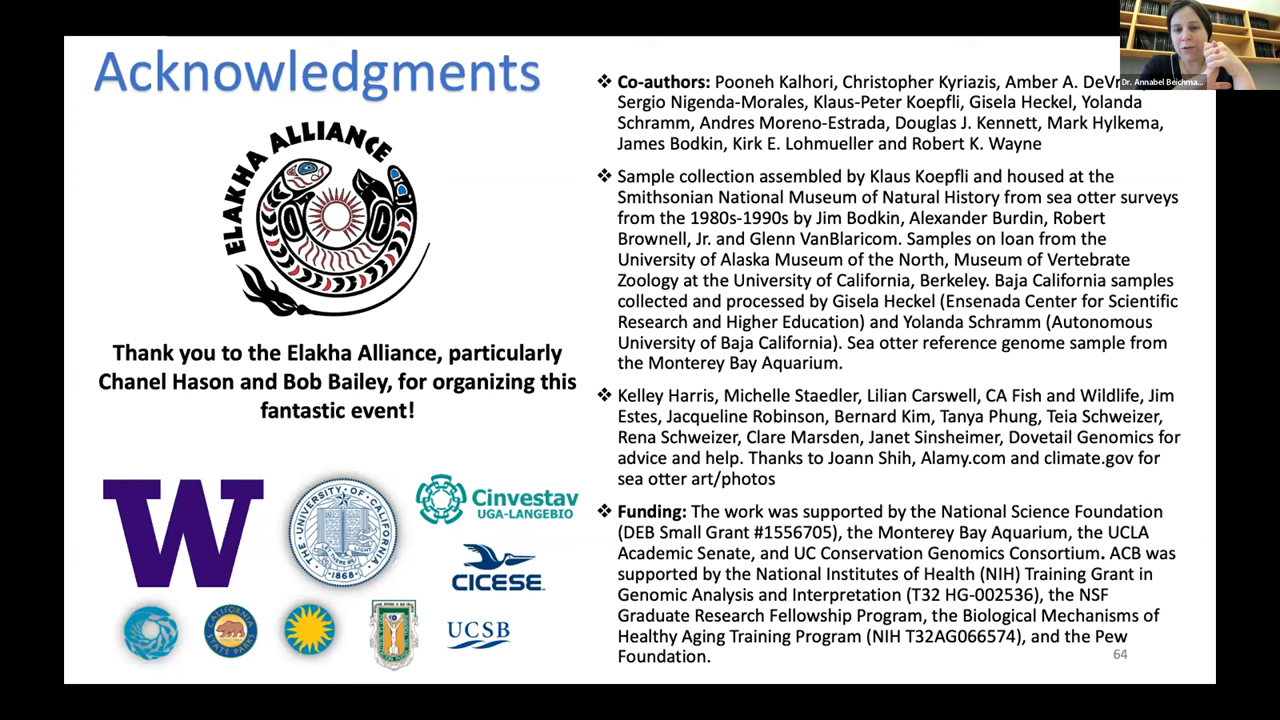 Acknowledgments
ELAKHA ALLIANCE
Thank you to the Elakha Alliance, particularly
Chanel Hason and Bob Bailey, for organizing this
fantastic event!
W
THE UNIVERSITY OF CALIFORNIA
1868
Cinvestav
UGA-LANGEBIO
CICESE
CALIFORNIA
STATE PARKS
UCSB
❖ Co-authors: Pooneh Kalhori, Christopher Kyriazis, Amber A.
Sergio Nigenda-Morales, Klaus-Peter Koepfli, Gisela Heckel, Yolanda
Schramm, Andres Moreno-Estrada, Douglas J. Kennett, Mark Hylkema,
James Bodkin, Kirk E. Lohmueller and Robert K. Wayne
❖ Sample collection assembled by Klaus Koepfli and housed at the
Smithsonian National Museum of Natural History from sea otter surveys
from the 1980s-1990s by Jim Bodkin, Alexander Burdin, Robert
Brownell, Jr. and Glenn VanBlaricom. Samples on loan from the
University of Alaska Museum of the North, Museum of Vertebrate
Zoology at the University of California, Berkeley. Baja California samples
collected and processed by Gisela Heckel (Ensenada Center for Scientific
Research and Higher Education) and Yolanda Schramm (Autonomous
University of Baja California). Sea otter reference genome sample from
the Monterey Bay Aquarium.
❖ Kelley Harris, Michelle Staedler, Lilian Carswell, CA Fish and Wildlife, Jim
Estes, Jacqueline Robinson, Bernard Kim, Tanya Phung, Teia Schweizer,
Rena Schweizer, Clare Marsden, Janet Sinsheimer, Dovetail Genomics for
advice and help. Thanks to Joann Shih, Alamy.com and climate.gov for
sea otter art/photos
❖ Funding: The work was supported by the National Science Foundation
(DEB Small Grant #1556705), the Monterey Bay Aquarium, the UCLA
Academic Senate, and UC Conservation Genomics Consortium. ACB was
supported by the National Institutes of Health (NIH) Training Grant in
Genomic Analysis and Interpretation (T32 HG-002536), the NSF
Graduate Research Fellowship Program, the Biological Mechanisms of
Healthy Aging Training Program (NIH T32AG066574), and the Pew
Foundation.
64
Dr. Annabel Beichma...